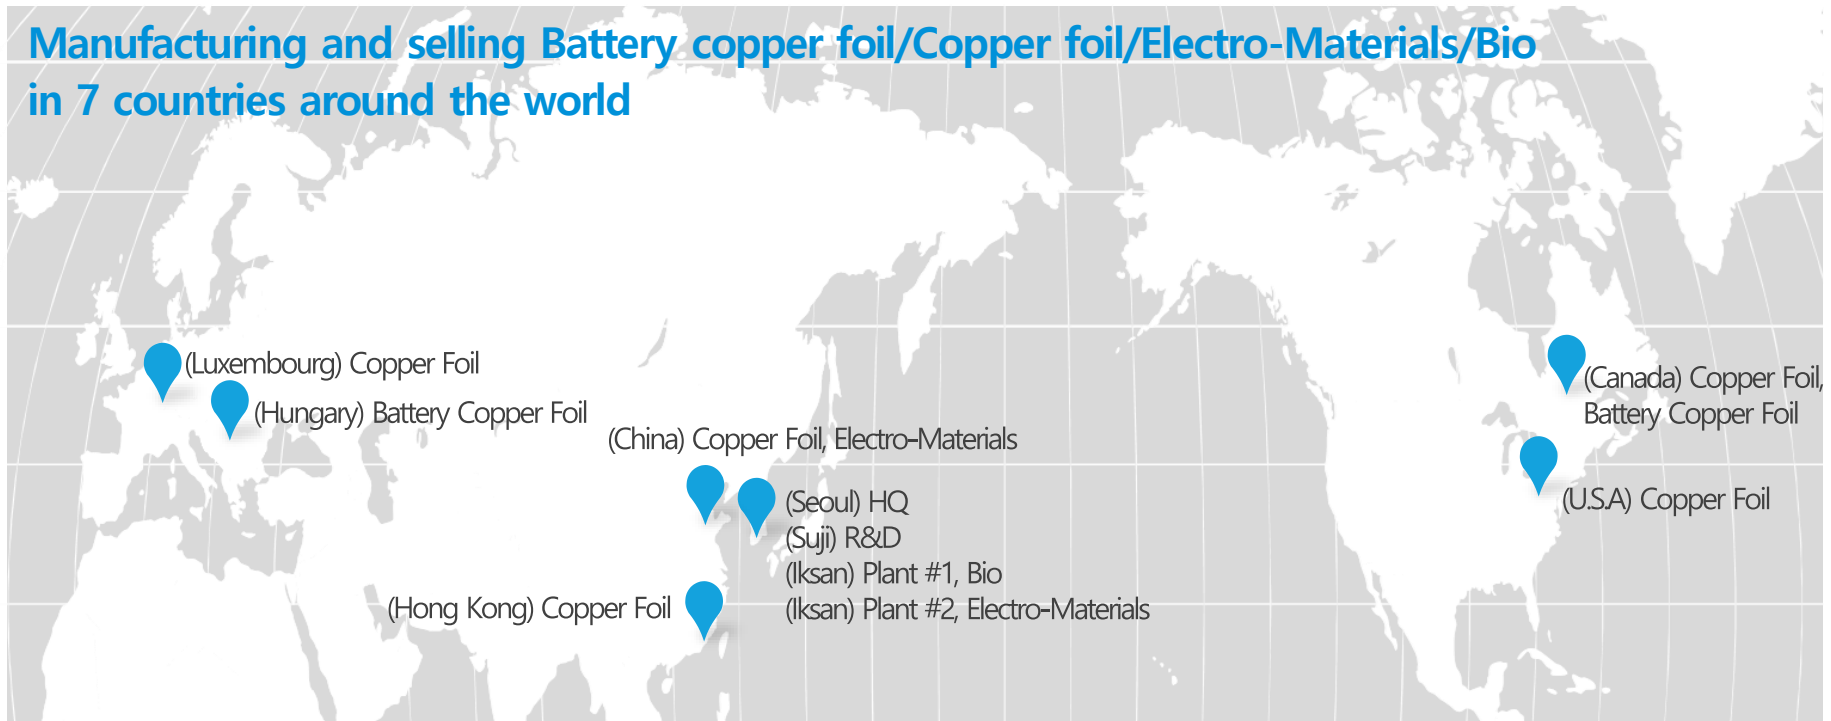 Manufacturing and selling Battery copper foil/Copper foil/Electro-Materials/Bio
in 7 countries around the world
(Luxembourg) Copper Foil
(Hungary) Battery Copper Foil
(China) Copper Foil, Electro-Materials
(Seoul) HQ
(Suji) R&D
(Iksan) Plant #1, Bio
(Iksan) Plant #2, Electro-Materials
(Hong Kong) Copper Foil
(Canada) Copper Foil,
Battery Copper Foil
(U.S.A) Copper Foil